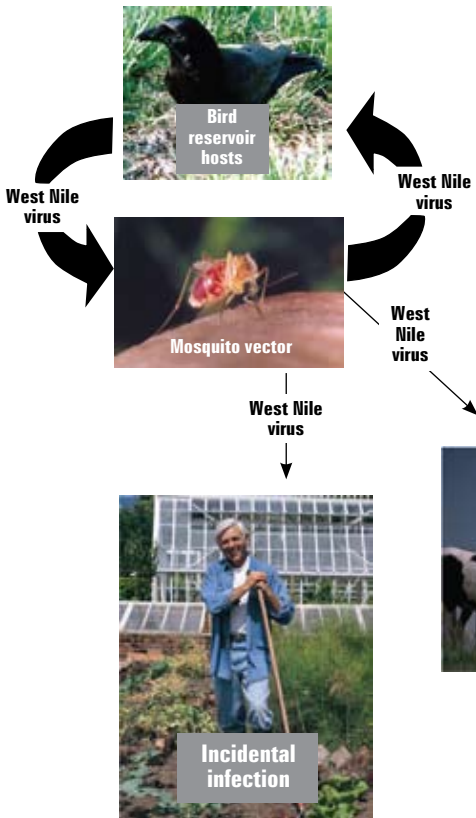 Bird
reservoir
hosts
West Nile
virus
West Nile
virus
Mosquito vector
West
Nile
virus
West Nile
virus
Incidental
infection